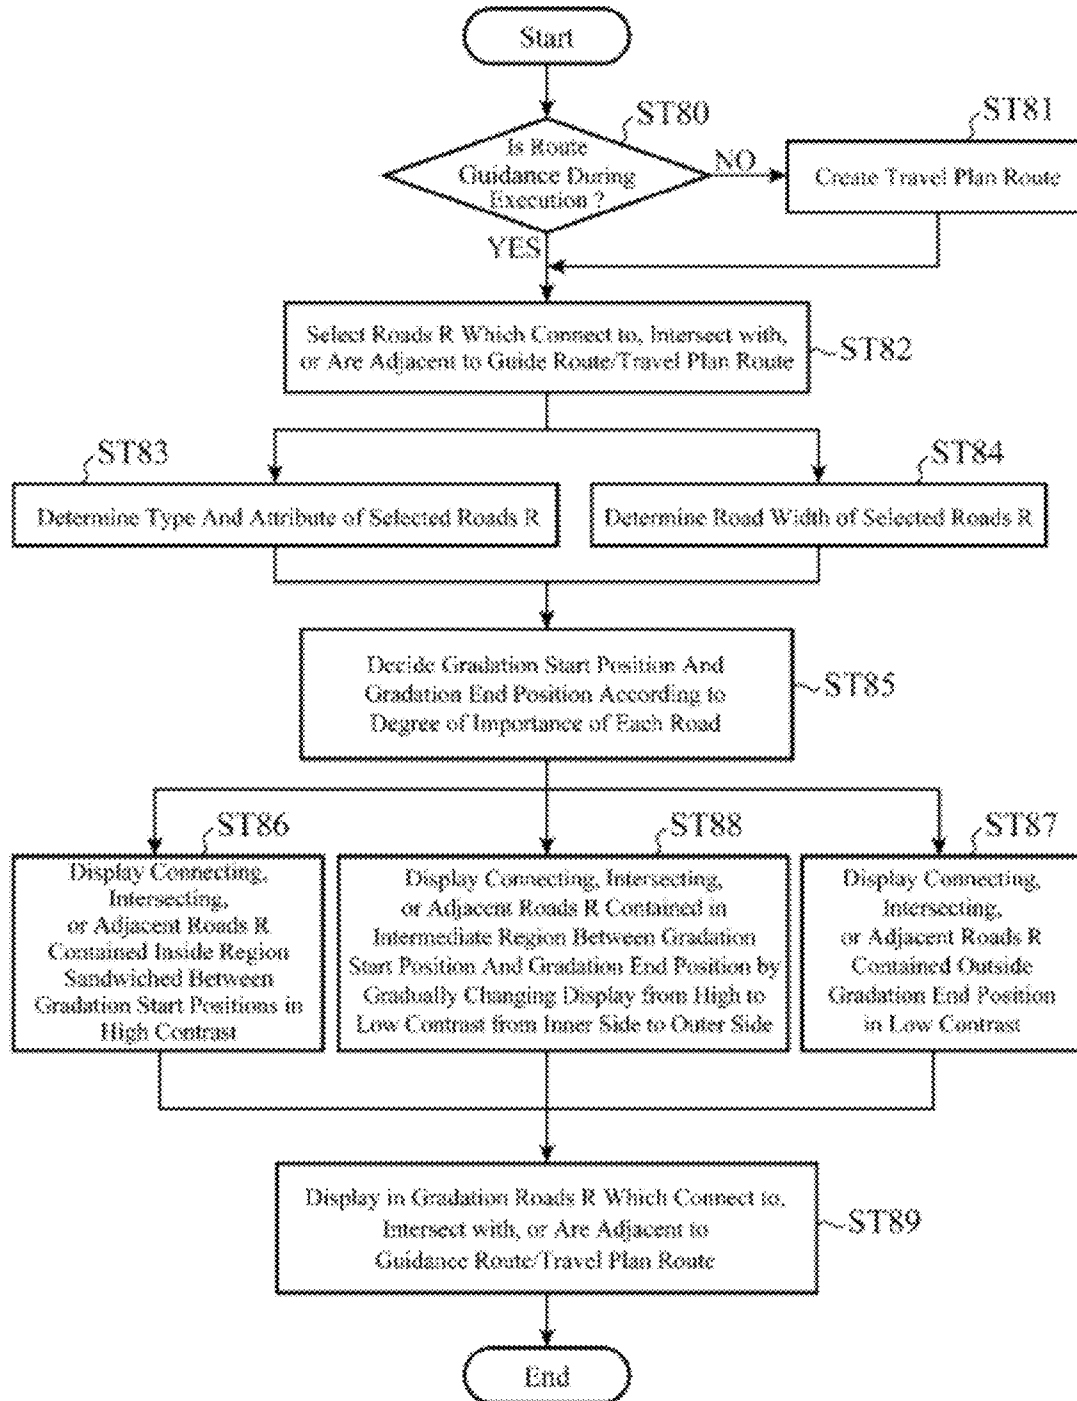 Start
ST80
Is Route
Guidance During
Execution ?
NO
ST81
Create Travel Plan Route
YES
Select Roads R Which Connect to, Intersect with,
or Are Adjacent to Guide Route/Travel Plan Route
ST82
ST83
Determine Type And Attribute of Selected Roads R
ST84
Determine Road Width of Selected Roads R
Decide Gradation Start Position And
Gradation End Position According to
Degree of Importance of Each Road
ST85
ST86
Display Connecting,
Intersecting,
or Adjacent Roads R
Contained Inside Region
Sandwiched Between
Gradation Start Positions in
High Contrast
ST88
Display Connecting, Intersecting,
or Adjacent Roads R Contained in
Intermediate Region Between Gradation
Start Position And Gradation End Position by
Gradually Changing Display from High to
Low Contrast from Inner Side to Outer Side
ST87
Display Connecting,
Intersecting,
or Adjacent Roads R
Contained Outside
Gradation End Position
in Low Contrast
Display in Gradation Roads R Which Connect to,
Intersect with, or Are Adjacent to
Guidance Route/Travel Plan Route
ST89
End